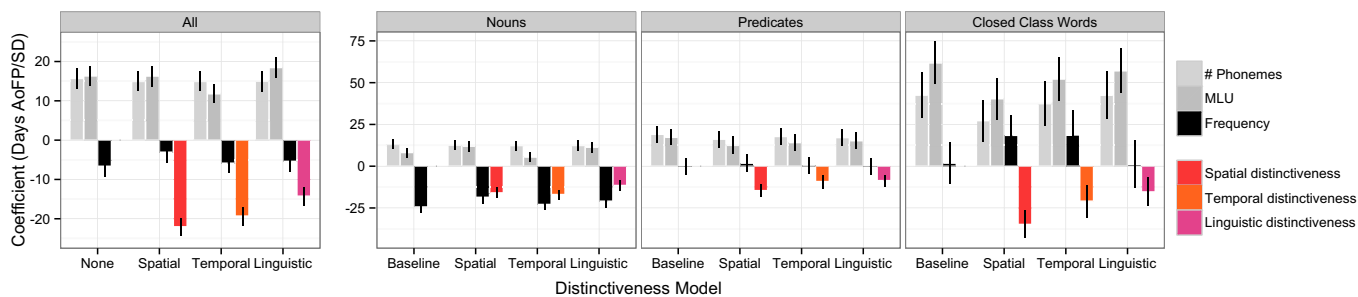 All
Nouns
Predicates
Closed Class Words
Coefficient (Days AoFP/SD)
20
10
0
-10
-20
75
50
25
0
-25
None Spatial Temporal Linguistic
Baseline Spatial Temporal Linguistic
Baseline Spatial Temporal Linguistic
Baseline Spatial Temporal Linguistic
Distinctiveness Model
# Phonemes
MLU
Frequency
Spatial distinctiveness
Temporal distinctiveness
Linguistic distinctiveness